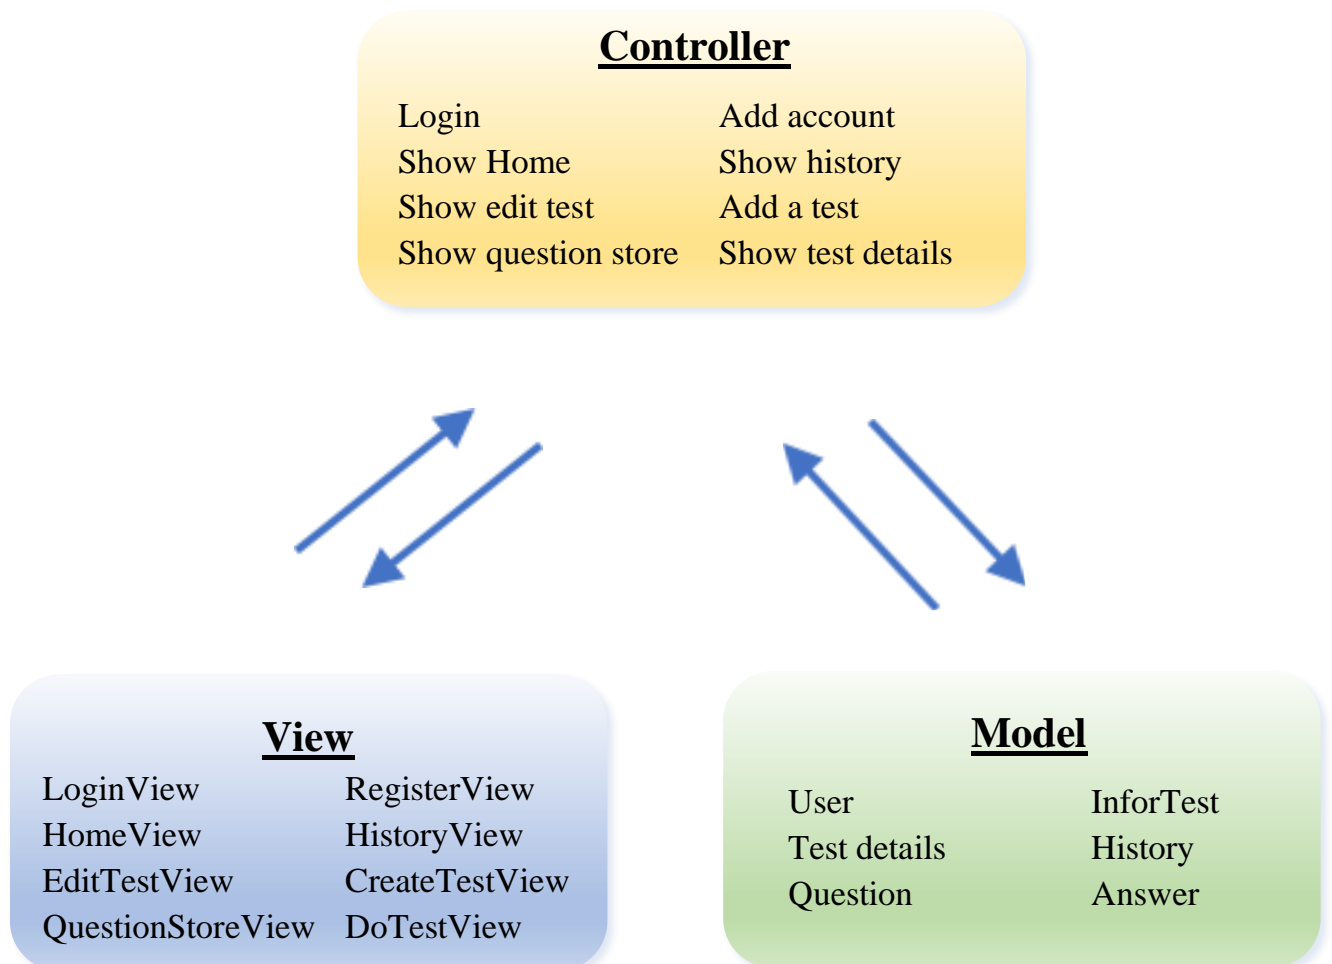 Controller
Login Add account
Show Home Show history
Show edit test Add a test
Show question store Show test details
View
LoginView RegisterView
HomeView HistoryView
EditTestView CreateTestView
QuestionStoreView DoTestView
Model
User InforTest
Test details History
Question Answer